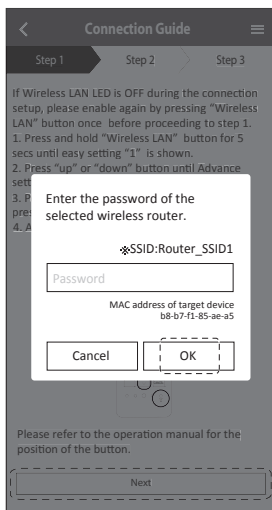 Connection Guide
Step 1
Step 2
Step 3
If Wireless LAN LED is OFF during the connection
setup, please enable again by pressing “Wireless
LAN” button once before proceeding to step 1.
1. Press and hold “Wireless LAN” button for 5
secs until easy setting “1” is shown.
2. Press “up” or “down” button until Advance
sett
3. P
pres
4. A
Enter the password of the
selected wireless router.
※SSID:Router_SSID1
Password
MAC address of target device
b8-b7-f1-85-ae-a5
Cancel
OK
Please refer to the operation manual for the
position of the button.
Next